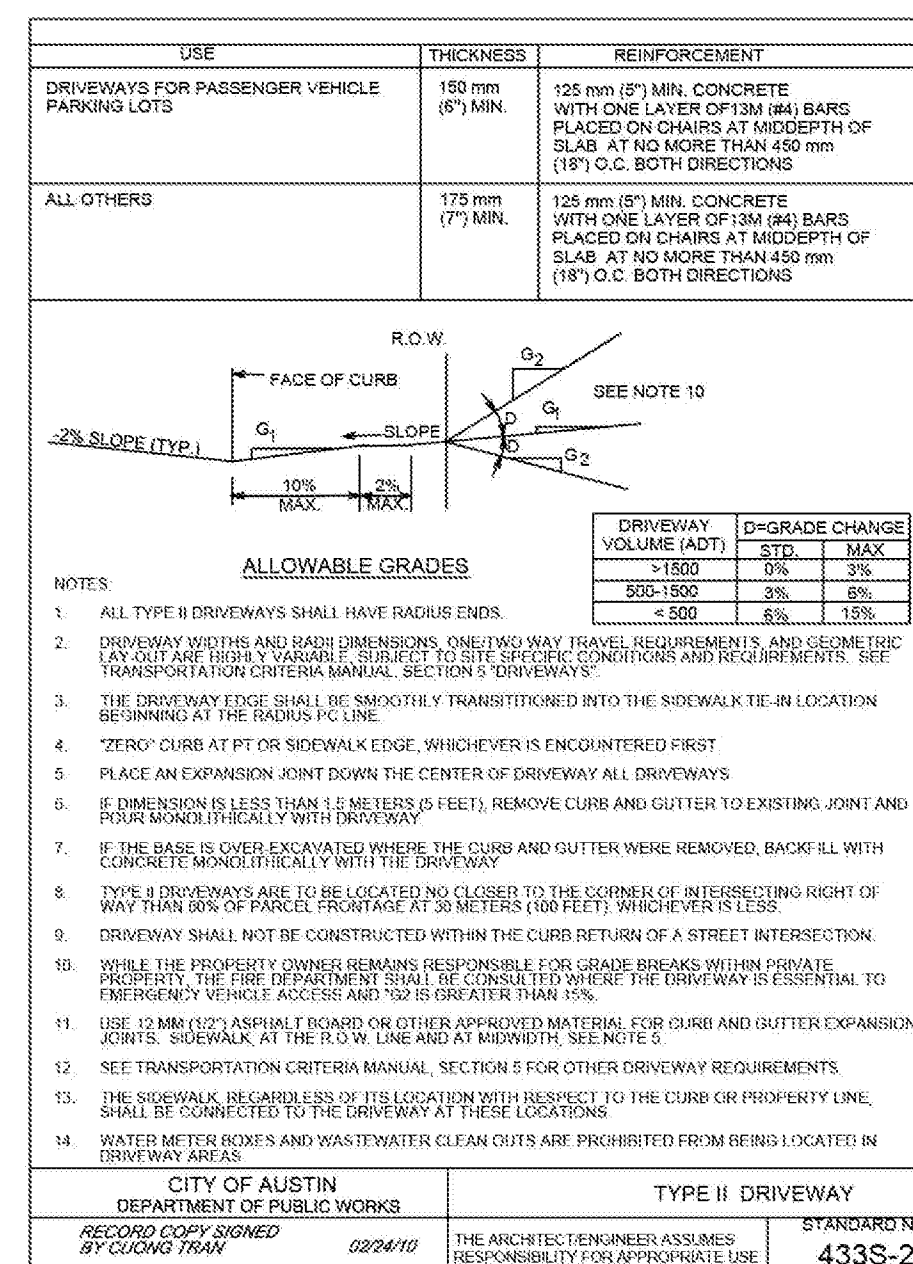 USE THICKNESS REINFORCEMENT
DRIVEWAYS FOR PASSENGER VEHICLE
PARKING LOTS
150 mm
(6") MIN.
125 mm (5") MIN. CONCRETE
WITH ONE LAYER OF13M (#4) BARS
PLACED ON CHAIRS AT MIDDEPTH OF
SLAB AT NO MORE THAN 450 mm
(18") O.C. BOTH DIRECTIONS
ALL OTHERS
175 mm
(7") MIN.
125 mm (5") MIN. CONCRETE
WITH ONE LAYER OF13M (#4) BARS
PLACED ON CHAIRS AT MIDDEPTH OF
SLAB AT NO MORE THAN 450 mm
(18") O.C. BOTH DIRECTIONS
R.O.W.
G2
FACE OF CURB
SEE NOTE 10
-2% SLOPE (TYP.)
G1
SLOPE
D
G1
D
G2
10%
MAX.
2%
MAX.
DRIVEWAY
VOLUME (ADT)
D=GRADE CHANGE
STD. MAX
>1500 0% 3%
500-1500 3% 6%
< 500 6% 15%
ALLOWABLE GRADES
NOTES:
1. ALL TYPE II DRIVEWAYS SHALL HAVE RADIUS ENDS.
2. DRIVEWAY WIDTHS AND RADII DIMENSIONS, ONE/TWO WAY TRAVEL REQUIREMENTS, AND GEOMETRIC
LAY-OUT ARE HIGHLY VARIABLE, SUBJECT TO SITE SPECIFIC CONDITIONS AND REQUIREMENTS. SEE
TRANSPORTATION CRITERIA MANUAL, SECTION 5 "DRIVEWAYS".
3. THE DRIVEWAY EDGE SHALL BE SMOOTHLY TRANSITITIONED INTO THE SIDEWALK TIE-IN LOCATION
BEGINNING AT THE RADIUS PC LINE.
4. "ZERO" CURB AT PT OR SIDEWALK EDGE, WHICHEVER IS ENCOUNTERED FIRST
5. PLACE AN EXPANSION JOINT DOWN THE CENTER OF DRIVEWAY ALL DRIVEWAYS
6. IF DIMENSION IS LESS THAN 1.5 METERS (5 FEET), REMOVE CURB AND GUTTER TO EXISTING JOINT AND
POUR MONOLITHICALLY WITH DRIVEWAY
7. IF THE BASE IS OVER-EXCAVATED WHERE THE CURB AND GUTTER WERE REMOVED, BACKFILL WITH
CONCRETE MONOLITHICALLY WITH THE DRIVEWAY
8. TYPE II DRIVEWAYS ARE TO BE LOCATED NO CLOSER TO THE CORNER OF INTERSECTING RIGHT OF
WAY THAN 60% OF PARCEL FRONTAGE AT 30 METERS (100 FEET), WHICHEVER IS LESS.
9. DRIVEWAY SHALL NOT BE CONSTRUCTED WITHIN THE CURB RETURN OF A STREET INTERSECTION.
10. WHILE THE PROPERTY OWNER REMAINS RESPONSIBLE FOR GRADE BREAKS WITHIN PRIVATE
PROPERTY, THE FIRE DEPARTMENT SHALL BE CONSULTED WHERE THE DRIVEWAY IS ESSENTIAL TO
EMERGENCY VEHICLE ACCESS AND "G2 IS GREATER THAN 15%.
11. USE 12 MM (1/2") ASPHALT BOARD OR OTHER APPROVED MATERIAL FOR CURB AND GUTTER EXPANSION
JOINTS. SIDEWALK, AT THE R.O.W. LINE AND AT MIDWIDTH, SEE NOTE 5.
12. SEE TRANSPORTATION CRITERIA MANUAL, SECTION 5 FOR OTHER DRIVEWAY REQUIREMENTS.
13. THE SIDEWALK, REGARDLESS OF ITS LOCATION WITH RESPECT TO THE CURB OR PROPERTY LINE,
SHALL BE CONNECTED TO THE DRIVEWAY AT THESE LOCATIONS.
14. WATER METER BOXES AND WASTEWATER CLEAN OUTS ARE PROHIBITED FROM BEING LOCATED IN
DRIVEWAY AREAS.
CITY OF AUSTIN
DEPARTMENT OF PUBLIC WORKS
TYPE II DRIVEWAY
RECORD COPY SIGNED
BY CUONG TRAN 02/24/10
THE ARCHITECT/ENGINEER ASSUMES
RESPONSIBILITY FOR APPROPRIATE USE
STANDARD N
433S-2